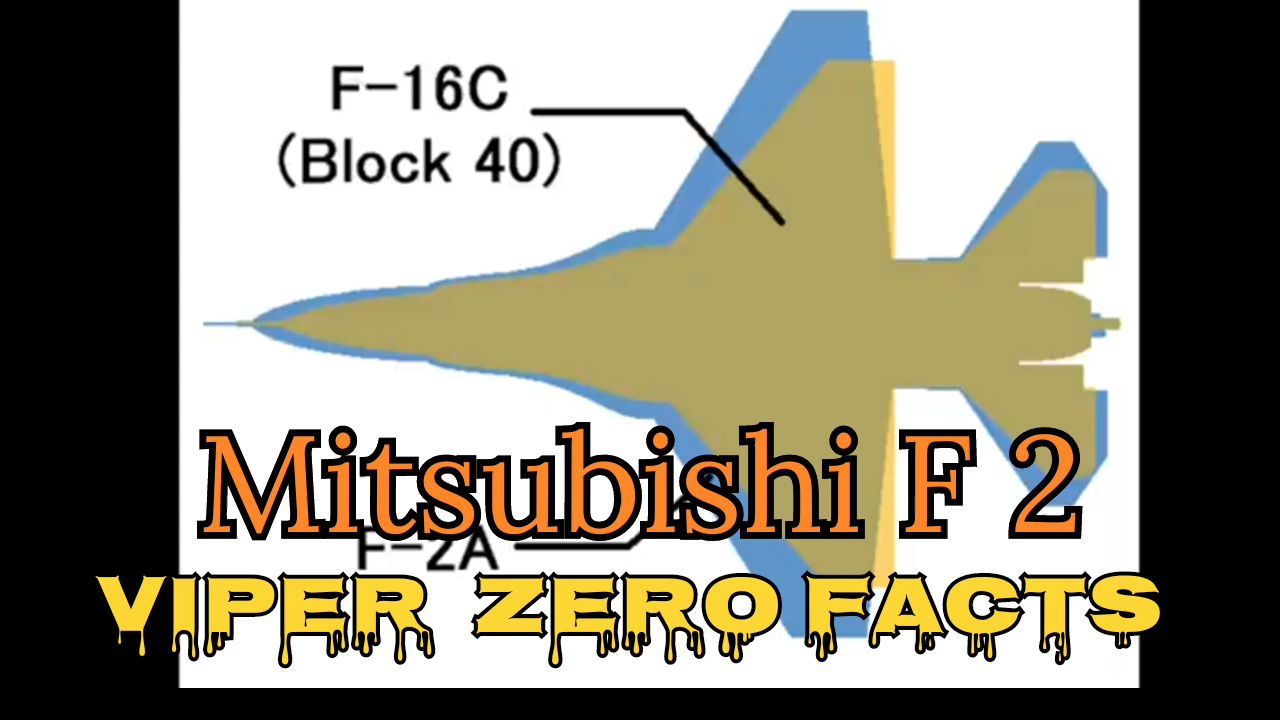 F-16C
(Block 40)
Mitsubishi F 2
F-2A
VIPER ZERO FACTS